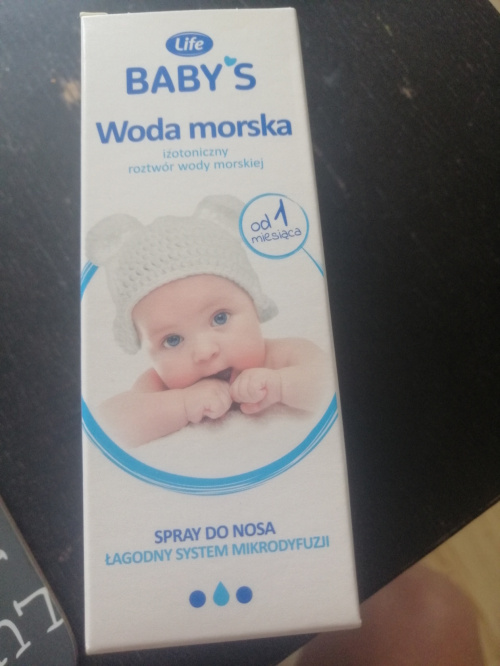 Life
BABY'S
Woda morska
izotoniczny
roztwór wody morskiej
od 1
miesiąca
SPRAY DO NOSA
ŁAGODNY SYSTEM MIKRODYFUZJI